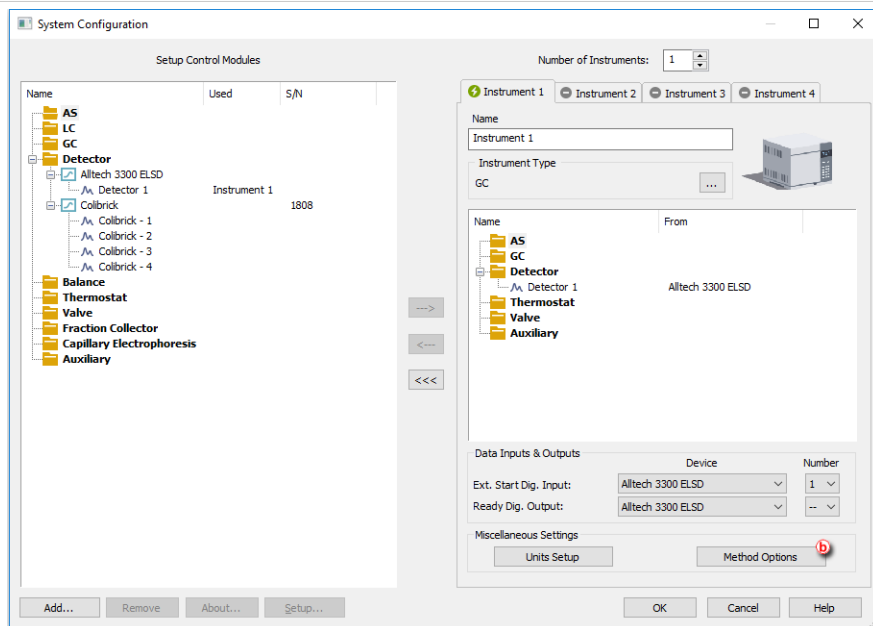 System Configuration
Setup Control Modules
Name Used S/N
AS
LC
GC
Detector
Alltech 3300 ELSD
Detector 1 Instrument 1
Colibrick 1808
Colibrick - 1
Colibrick - 2
Colibrick - 3
Colibrick - 4
Balance
Thermostat
Valve
Fraction Collector
Capillary Electrophoresis
Auxiliary
--->
<---
<<<
Number of Instruments: 1
Instrument 1 Instrument 2 Instrument 3 Instrument 4
Name
Instrument 1
Instrument Type
GC ...
Name From
AS
GC
Detector
Detector 1 Alltech 3300 ELSD
Thermostat
Valve
Auxiliary
Data Inputs & Outputs
Device Number
Ext. Start Dig. Input: Alltech 3300 ELSD 1
Ready Dig. Output: Alltech 3300 ELSD --
Miscellaneous Settings
Units Setup Method Options b
Add... Remove About... Setup... OK Cancel Help